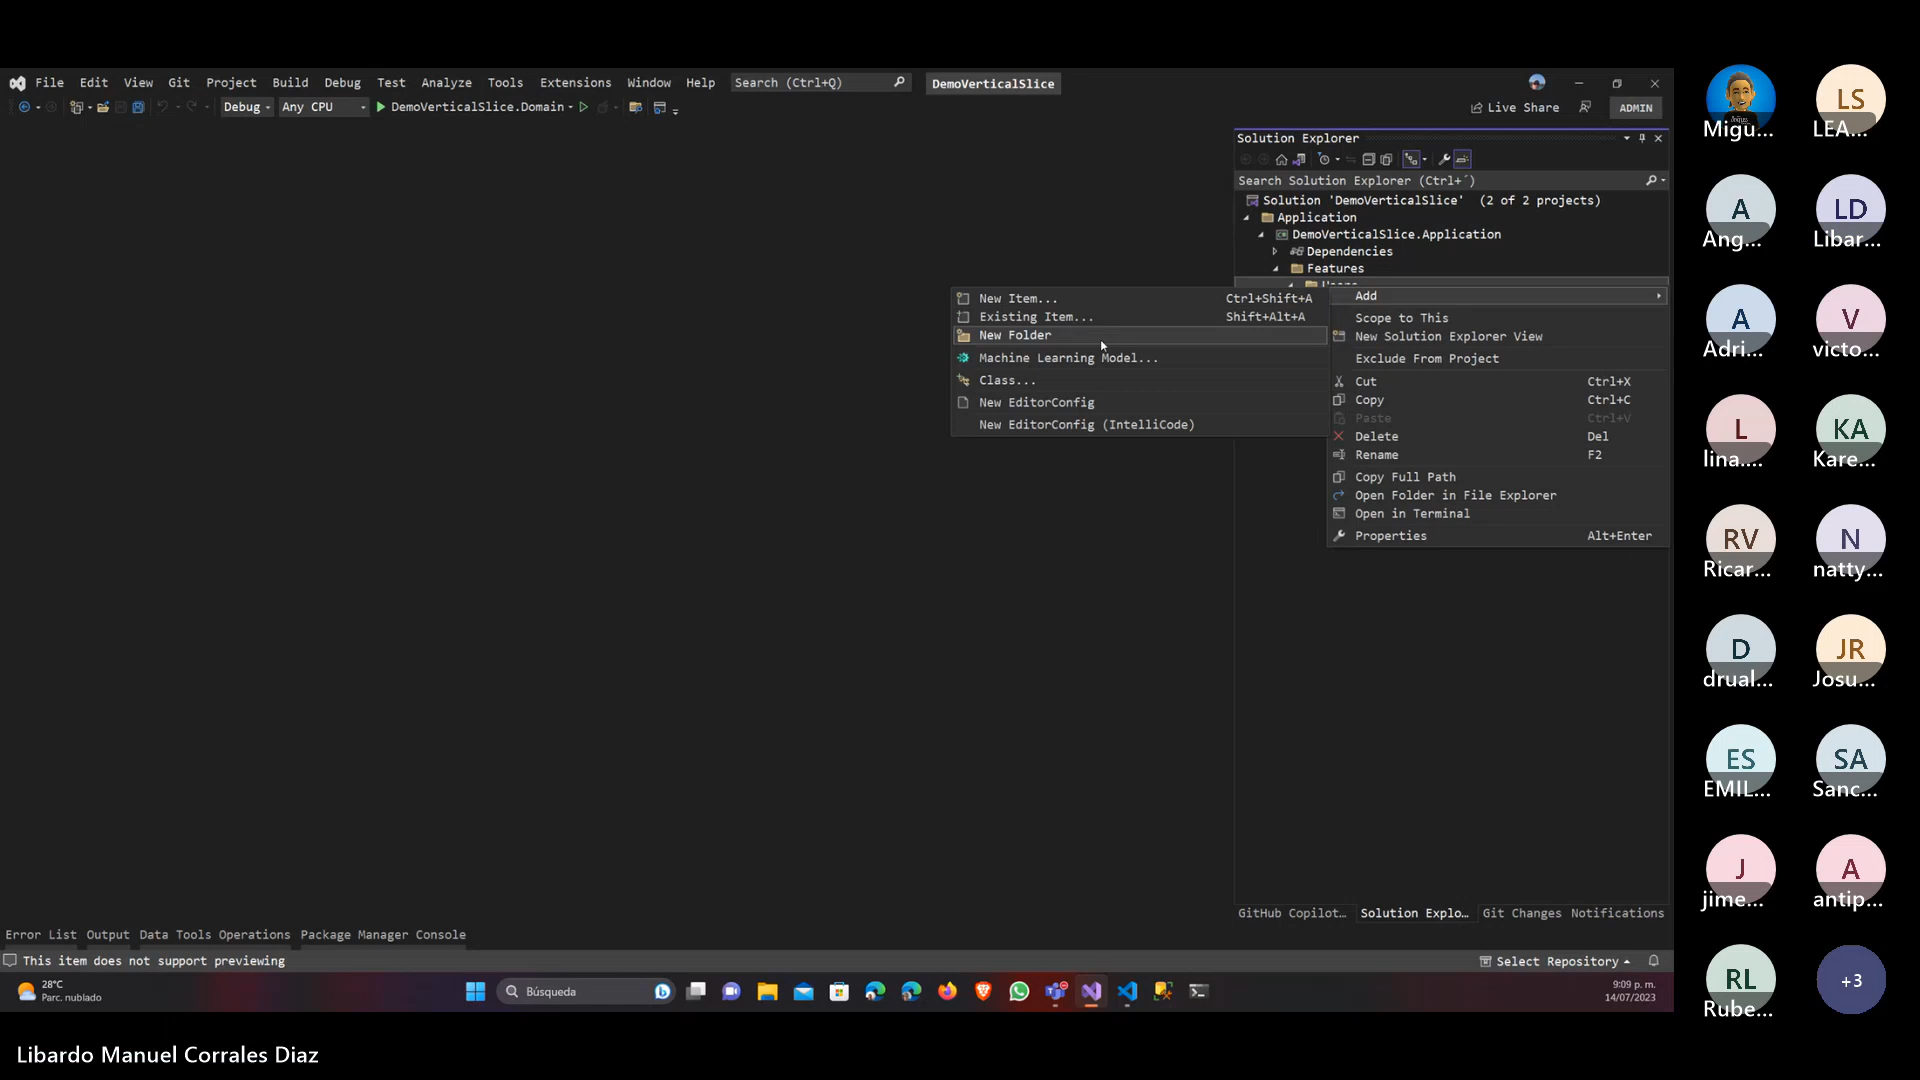 File Edit View Git Project Build Debug Test Analyze Tools Extensions Window Help Search (Ctrl+Q) DemoVerticalSlice
Debug Any CPU DemoVerticalSlice.Domain Live Share ADMIN
Solution Explorer
Search Solution Explorer (Ctrl+´)
Solution 'DemoVerticalSlice' (2 of 2 projects)
Application
DemoVerticalSlice.Application
Dependencies
Features
New Item... Ctrl+Shift+A
Existing Item... Shift+Alt+A
New Folder
Machine Learning Model...
Class...
New EditorConfig
New EditorConfig (IntelliCode)
Add
Scope to This
New Solution Explorer View
Exclude From Project
Cut Ctrl+X
Copy Ctrl+C
Paste Ctrl+V
Delete Del
Rename F2
Copy Full Path
Open Folder in File Explorer
Open in Terminal
Properties Alt+Enter
GitHub Copilot... Solution Explo... Git Changes Notifications
Error List Output Data Tools Operations Package Manager Console
This item does not support previewing Select Repository
28°C
Parc. nublado
Búsqueda
9:09 p. m.
14/07/2023
Libardo Manuel Corrales Diaz
Migu...
LS
LEA...
A
Ang...
LD
Libar...
A
Adri...
V
victo...
L
lina....
KA
Kare...
RV
Ricar...
N
natty...
D
drual...
JR
Josu...
ES
EMIL...
SA
Sanc...
J
jime...
A
antip...
RL
Rube...
+3